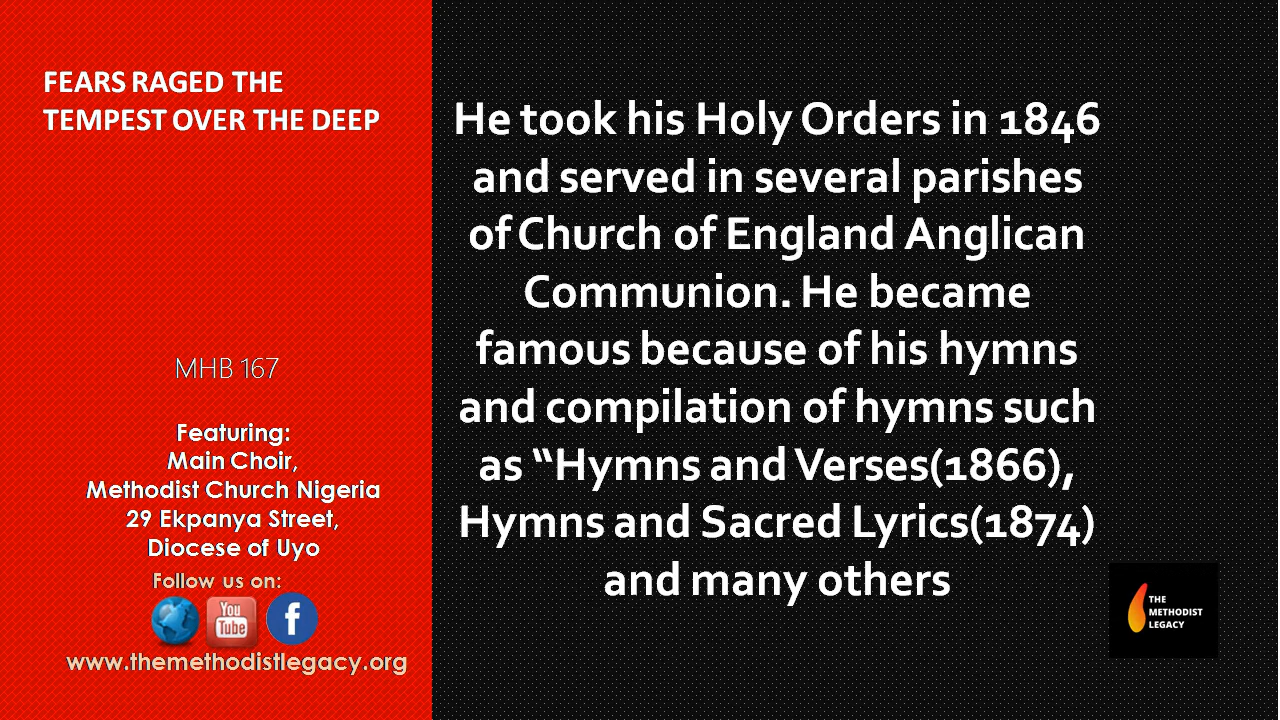 FEARS RAGED THE
TEMPEST OVER THE DEEP
MHB 167
Featuring:
Main Choir,
Methodist Church Nigeria
29 Ekpanya Street,
Diocese of Uyo
Follow us on:
You
Tube
f
www.themethodistlegacy.org
He took his Holy Orders in 1846
and served in several parishes
of Church of England Anglican
Communion. He became
famous because of his hymns
and compilation of hymns such
as “Hymns and Verses(1866),
Hymns and Sacred Lyrics(1874)
and many others
THE
METHODIST
LEGACY